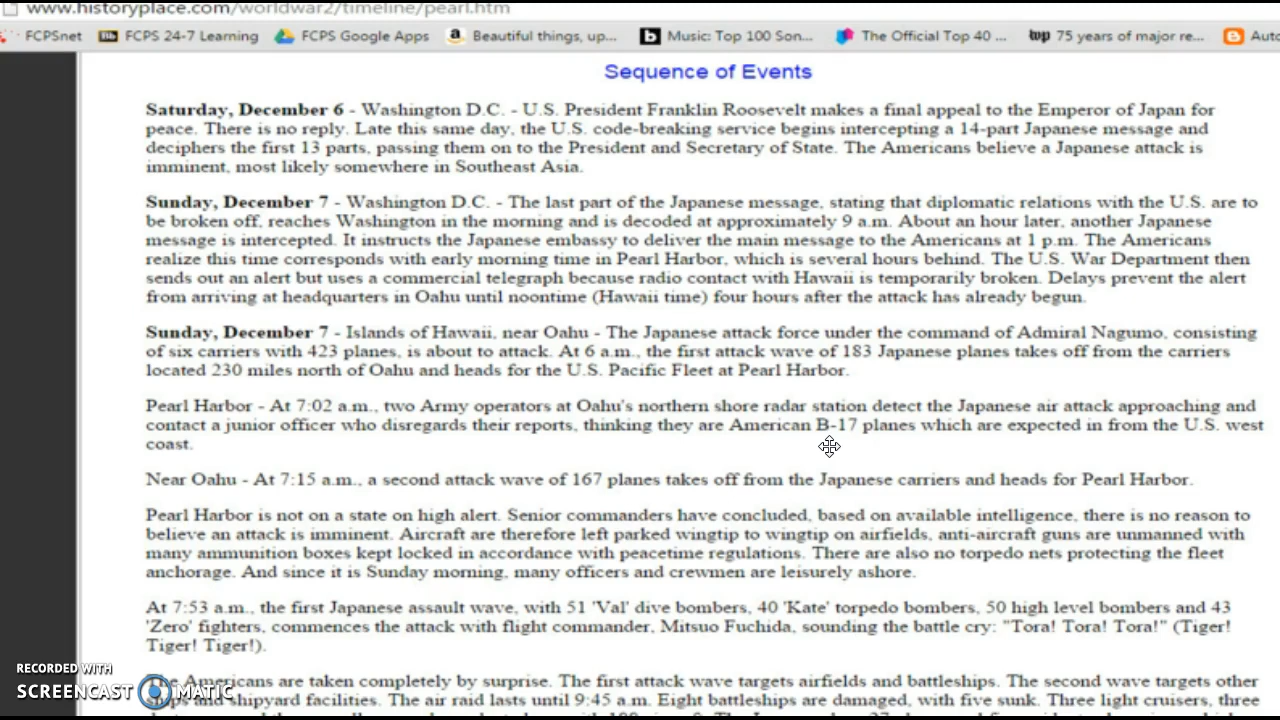 www.historyplace.com/worldwar2/timeline/pearl.htm
FCPSnet FCPS 24-7 Learning FCPS Google Apps Beautiful things, up... Music: Top 100 Son... The Official Top 40 ... 75 years of major re... Auto
Sequence of Events
Saturday, December 6 - Washington D.C. - U.S. President Franklin Roosevelt makes a final appeal to the Emperor of Japan for
peace. There is no reply. Late this same day, the U.S. code-breaking service begins intercepting a 14-part Japanese message and
deciphers the first 13 parts, passing them on to the President and Secretary of State. The Americans believe a Japanese attack is
imminent, most likely somewhere in Southeast Asia.
Sunday, December 7 - Washington D.C. - The last part of the Japanese message, stating that diplomatic relations with the U.S. are to
be broken off, reaches Washington in the morning and is decoded at approximately 9 a.m. About an hour later, another Japanese
message is intercepted. It instructs the Japanese embassy to deliver the main message to the Americans at 1 p.m. The Americans
realize this time corresponds with early morning time in Pearl Harbor, which is several hours behind. The U.S. War Department then
sends out an alert but uses a commercial telegraph because radio contact with Hawaii is temporarily broken. Delays prevent the alert
from arriving at headquarters in Oahu until noontime (Hawaii time) four hours after the attack has already begun.
Sunday, December 7 - Islands of Hawaii, near Oahu - The Japanese attack force under the command of Admiral Nagumo, consisting
of six carriers with 423 planes, is about to attack. At 6 a.m., the first attack wave of 183 Japanese planes takes off from the carriers
located 230 miles north of Oahu and heads for the U.S. Pacific Fleet at Pearl Harbor.
Pearl Harbor - At 7:02 a.m., two Army operators at Oahu's northern shore radar station detect the Japanese air attack approaching and
contact a junior officer who disregards their reports, thinking they are American B-17 planes which are expected in from the U.S. west
coast.
Near Oahu - At 7:15 a.m., a second attack wave of 167 planes takes off from the Japanese carriers and heads for Pearl Harbor.
Pearl Harbor is not on a state on high alert. Senior commanders have concluded, based on available intelligence, there is no reason to
believe an attack is imminent. Aircraft are therefore left parked wingtip to wingtip on airfields, anti-aircraft guns are unmanned with
many ammunition boxes kept locked in accordance with peacetime regulations. There are also no torpedo nets protecting the fleet
anchorage. And since it is Sunday morning, many officers and crewmen are leisurely ashore.
At 7:53 a.m., the first Japanese assault wave, with 51 'Val' dive bombers, 40 'Kate' torpedo bombers, 50 high level bombers and 43
'Zero' fighters, commences the attack with flight commander, Mitsuo Fuchida, sounding the battle cry: "Tora! Tora! Tora!" (Tiger!
Tiger! Tiger!).
The Americans are taken completely by surprise. The first attack wave targets airfields and battleships. The second wave targets other
ships and shipyard facilities. The air raid lasts until 9:45 a.m. Eight battleships are damaged, with five sunk. Three light cruisers, three
RECORDED WITH
SCREENCAST MATIC